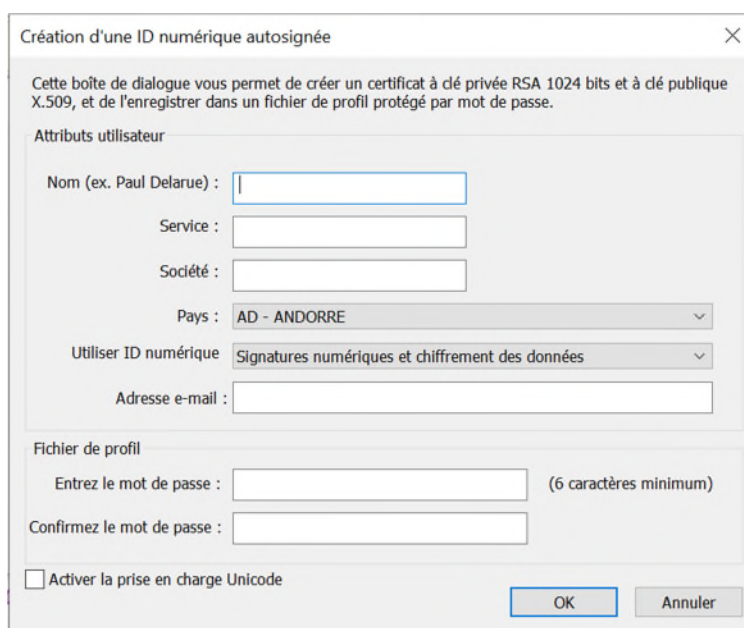 Création d'une ID numérique autosignée
Cette boîte de dialogue vous permet de créer un certificat à clé privée RSA 1024 bits et à clé publique
X.509, et de l'enregistrer dans un fichier de profil protégé par mot de passe.
Attributs utilisateur
Nom (ex. Paul Delarue) :
Service :
Société :
Pays : AD - ANDORRE
Utiliser ID numérique Signatures numériques et chiffrement des données
Adresse e-mail :
Fichier de profil
Entrez le mot de passe : (6 caractères minimum)
Confirmez le mot de passe :
Activer la prise en charge Unicode
OK Annuler